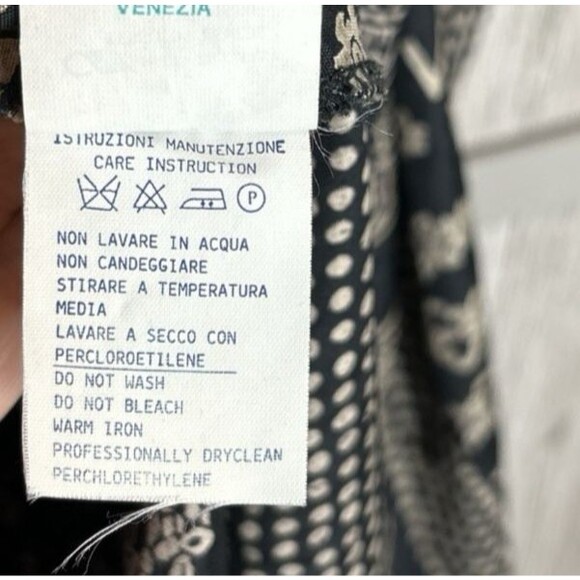 VENEZIA
ISTRUZIONI MANUTENZIONE
CARE INSTRUCTION
P
NON LAVARE IN ACQUA
NON CANDEGGIARE
STIRARE A TEMPERATURA
MEDIA
LAVARE A SECCO CON
PERCLOROETILENE
DO NOT WASH
DO NOT BLEACH
WARM IRON
PROFESSIONALLY DRYCLEAN
PERCHLORETHYLENE